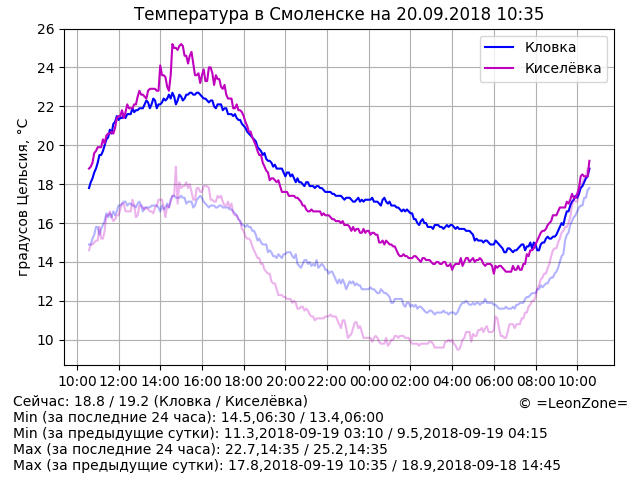 Температура в Смоленске на 20.09.2018 10:35
26
24
22
20
18
16
14
12
10
градусов Цельсия, °C
Кловка
Киселёвка
10:00 12:00 14:00 16:00 18:00 20:00 22:00 00:00 02:00 04:00 06:00 08:00 10:00
Сейчас: 18.8 / 19.2 (Кловка / Киселёвка)
© =LeonZone=
Min (за последние 24 часа): 14.5,06:30 / 13.4,06:00
Min (за предыдущие сутки): 11.3,2018-09-19 03:10 / 9.5,2018-09-19 04:15
Max (за последние 24 часа): 22.7,14:35 / 25.2,14:35
Max (за предыдущие сутки): 17.8,2018-09-19 10:35 / 18.9,2018-09-18 14:45